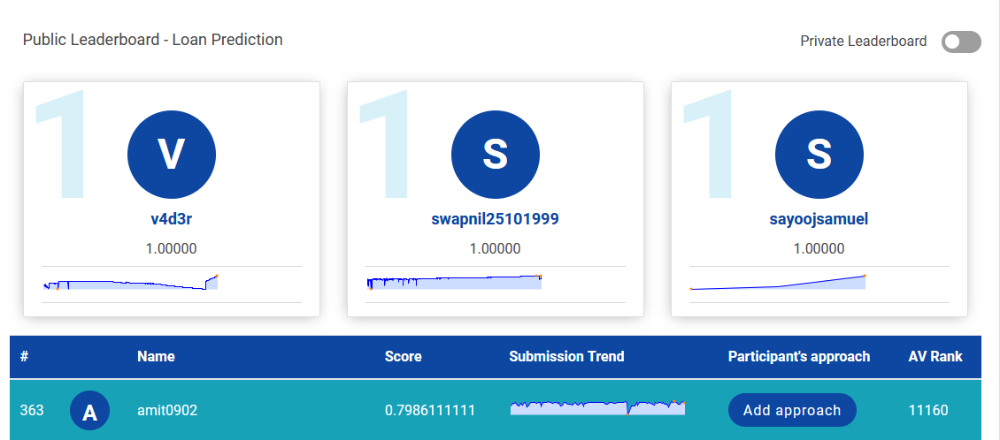 Public Leaderboard - Loan Prediction
Private Leaderboard
1
V
v4d3r
1.00000
1
S
swapnil25101999
1.00000
1
S
sayoojsamuel
1.00000
# Name Score Submission Trend Participant's approach AV Rank
363 A amit0902 0.7986111111 Add approach 11160